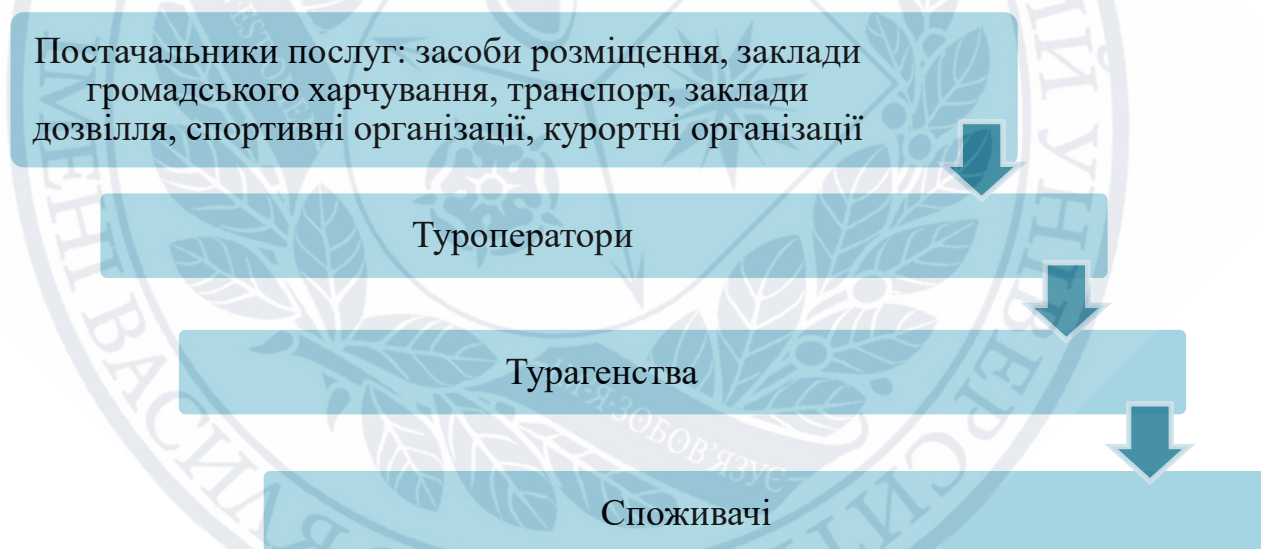 Постачальники послуг: засоби розміщення, заклади
громадського харчування, транспорт, заклади
дозвілля, спортивні організації, курортні організації
Туроператори
Турагенства
Споживачі